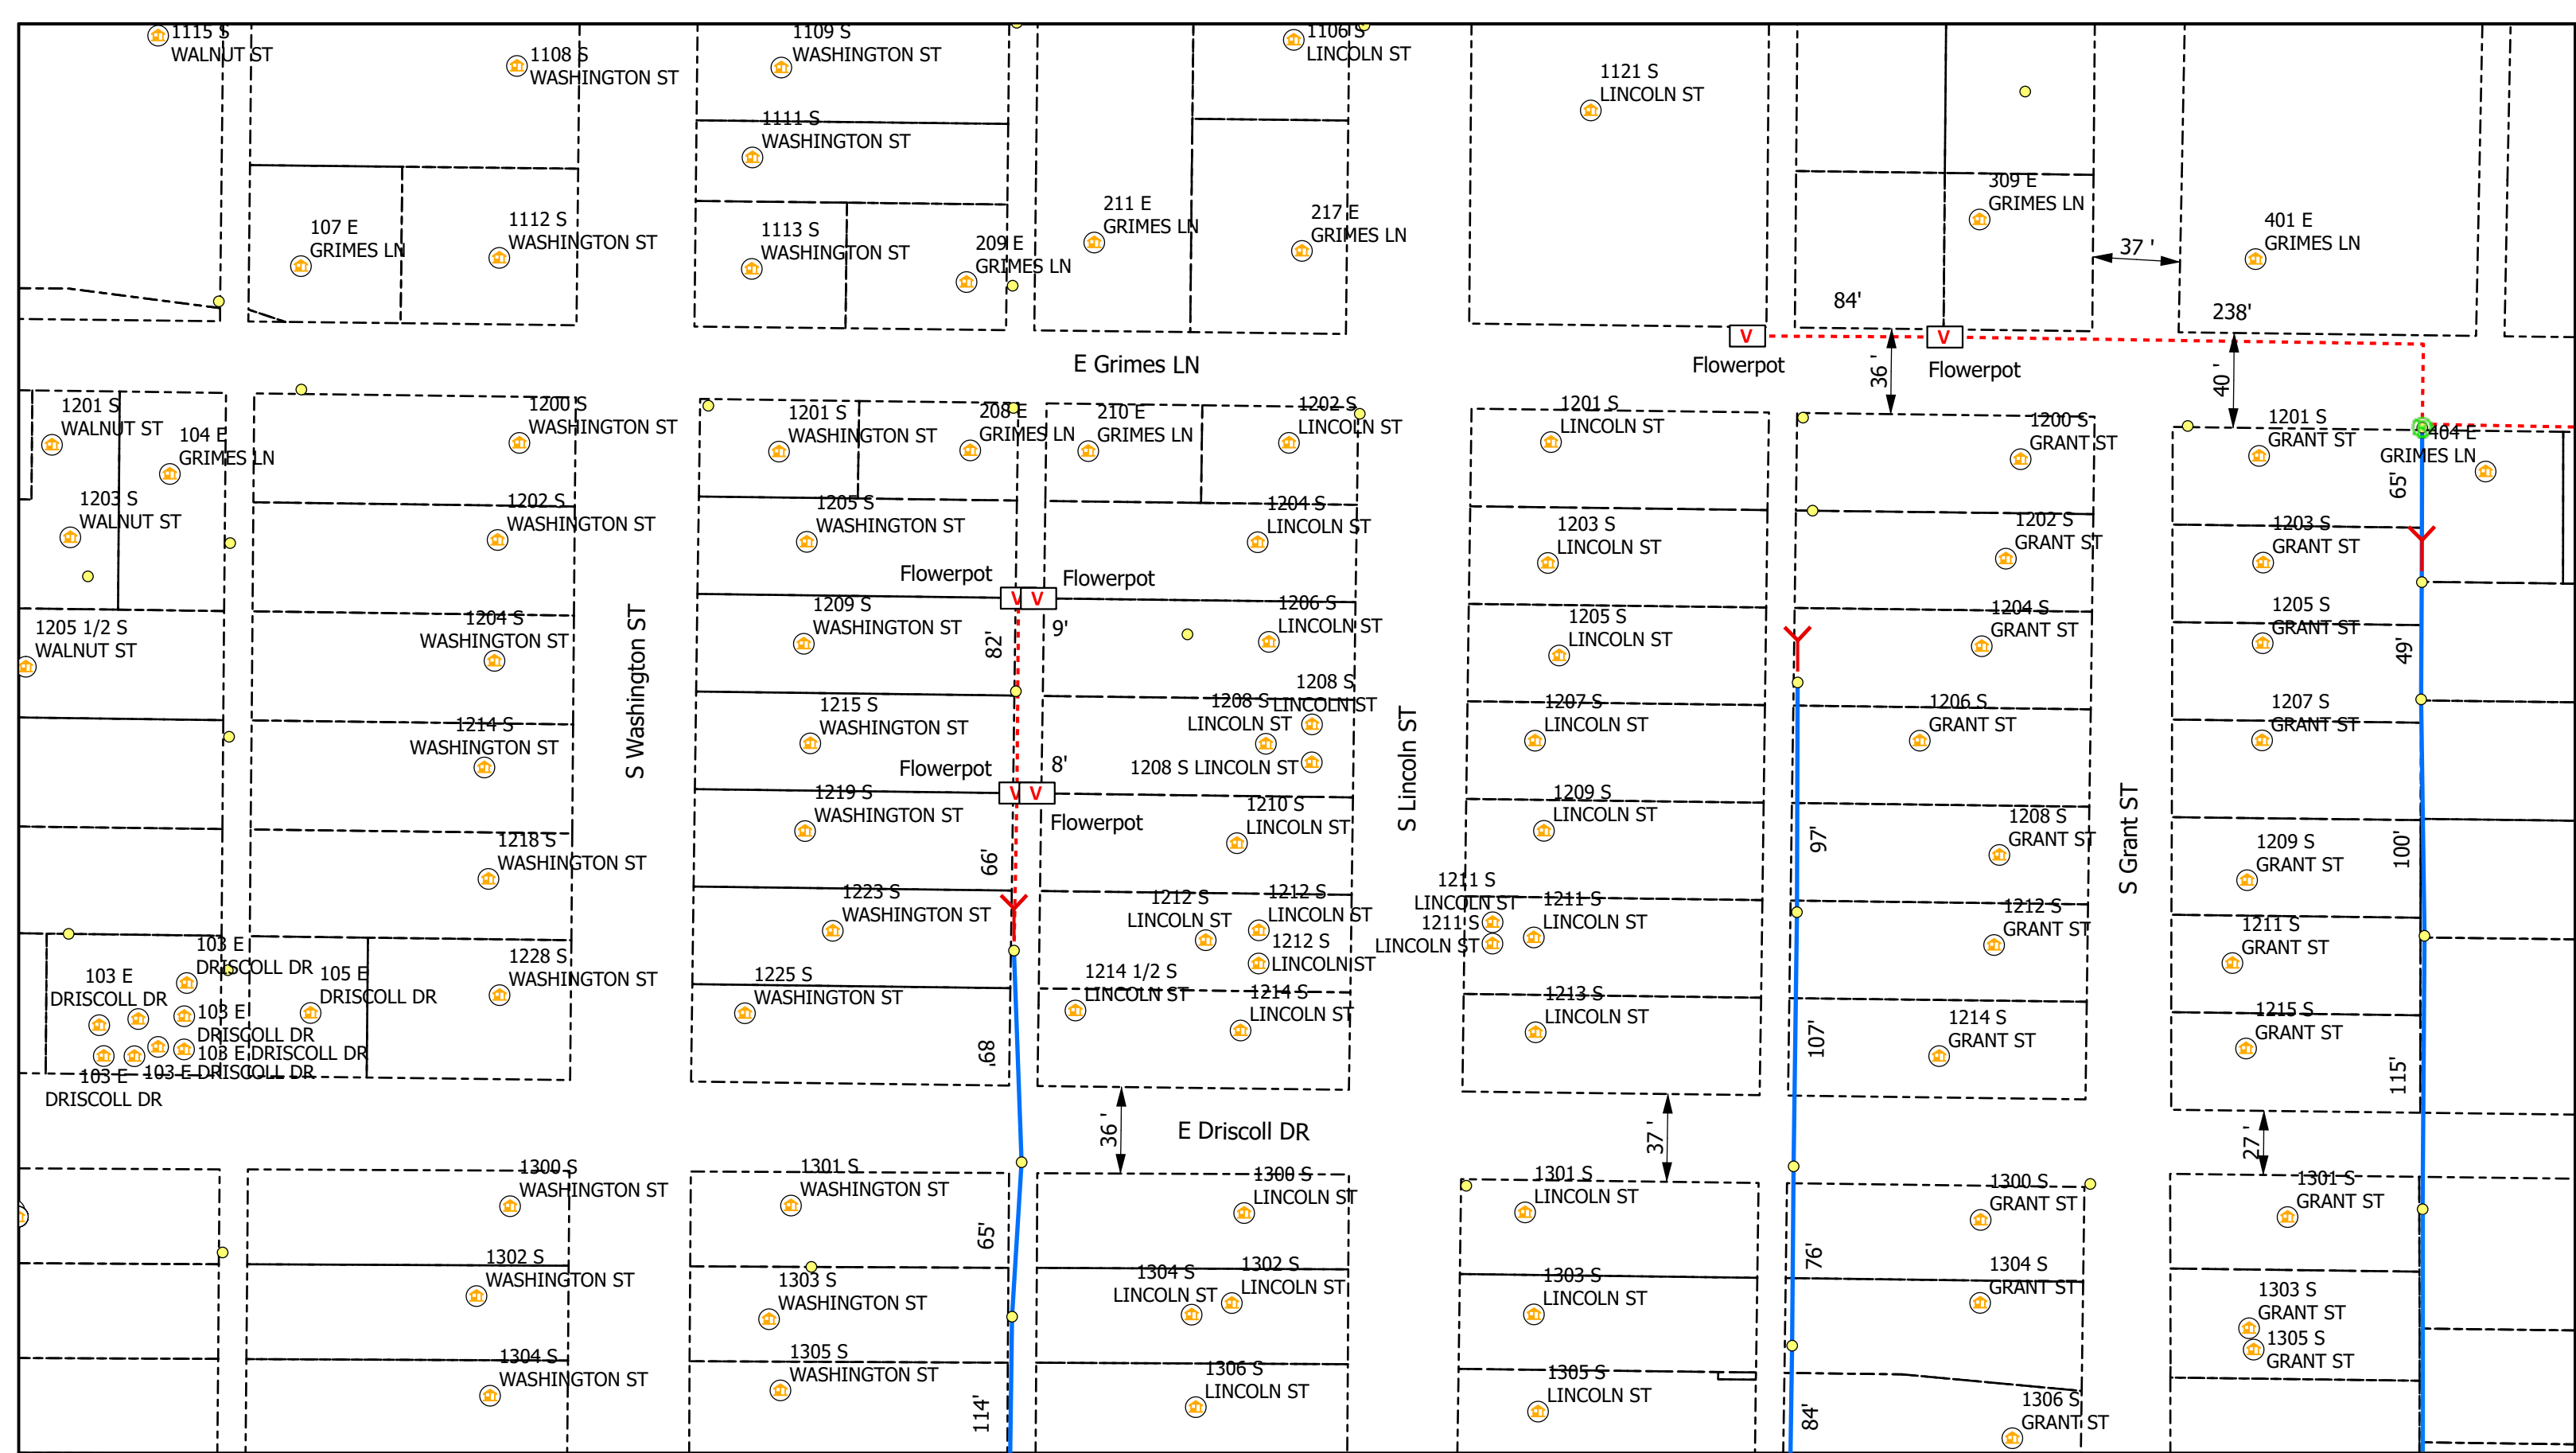 1115 S
WALNUT ST
1108 S
WASHINGTON ST
1109 S
WASHINGTON ST
1106 S
LINCOLN ST
1121 S
LINCOLN ST
1111 S
WASHINGTON ST
107 E
GRIMES LN
1112 S
WASHINGTON ST
1113 S
WASHINGTON ST
209 E
GRIMES LN
211 E
GRIMES LN
217 E
GRIMES LN
309 E
GRIMES LN
37 '
401 E
GRIMES LN
84'
238'
V
V
Flowerpot
Flowerpot
E Grimes LN
36 '
40 '
1201 S
WALNUT ST
104 E
GRIMES LN
1203 S
WALNUT ST
1200 S
WASHINGTON ST
1202 S
WASHINGTON ST
1201 S
WASHINGTON ST
208 E
GRIMES LN
210 E
GRIMES LN
1202 S
LINCOLN ST
1201 S
LINCOLN ST
1200 S
GRANT ST
1201 S
GRANT ST
404 E
GRIMES LN
65'
1205 S
WASHINGTON ST
1204 S
LINCOLN ST
1203 S
LINCOLN ST
1202 S
GRANT ST
1203 S
GRANT ST
Flowerpot
Flowerpot
V
V
1205 1/2 S
WALNUT ST
1204 S
WASHINGTON ST
S Washington ST
1209 S
WASHINGTON ST
82'
9'
1206 S
LINCOLN ST
1205 S
LINCOLN ST
1204 S
GRANT ST
1205 S
GRANT ST
49'
1214 S
WASHINGTON ST
1215 S
WASHINGTON ST
1208 S
LINCOLN ST
1208 S
LINCOLN ST
1208 S LINCOLN ST
S Lincoln ST
1207 S
LINCOLN ST
1206 S
GRANT ST
1207 S
GRANT ST
Flowerpot
8'
V
V
Flowerpot
1218 S
WASHINGTON ST
1219 S
WASHINGTON ST
66'
1210 S
LINCOLN ST
1209 S
LINCOLN ST
97'
1208 S
GRANT ST
S Grant ST
1209 S
GRANT ST
100'
1223 S
WASHINGTON ST
1212 S
LINCOLN ST
1212 S
LINCOLN ST
1212 S
LINCOLN ST
1211 S
LINCOLN ST
1211 S
LINCOLN ST
1211 S
LINCOLN ST
1212 S
GRANT ST
1211 S
GRANT ST
103 E
DRISCOLL DR
103 E
DRISCOLL DR
103 E
DRISCOLL DR
103 E DRISCOLL DR
103 E DRISCOLL DR
103 E
DRISCOLL DR
105 E
DRISCOLL DR
1228 S
WASHINGTON ST
1225 S
WASHINGTON ST
68'
1214 1/2 S
LINCOLN ST
1214 S
LINCOLN ST
1213 S
LINCOLN ST
107'
1214 S
GRANT ST
1215 S
GRANT ST
115'
36 '
E Driscoll DR
37 '
27 '
1300 S
WASHINGTON ST
1301 S
WASHINGTON ST
65'
1300 S
LINCOLN ST
1301 S
LINCOLN ST
1300 S
GRANT ST
1301 S
GRANT ST
1302 S
WASHINGTON ST
1303 S
WASHINGTON ST
1304 S
LINCOLN ST
1302 S
LINCOLN ST
1303 S
LINCOLN ST
76'
1304 S
GRANT ST
1303 S
GRANT ST
1305 S
GRANT ST
1304 S
WASHINGTON ST
1305 S
WASHINGTON ST
114'
1306 S
LINCOLN ST
1305 S
LINCOLN ST
84'
1306 S
GRANT ST